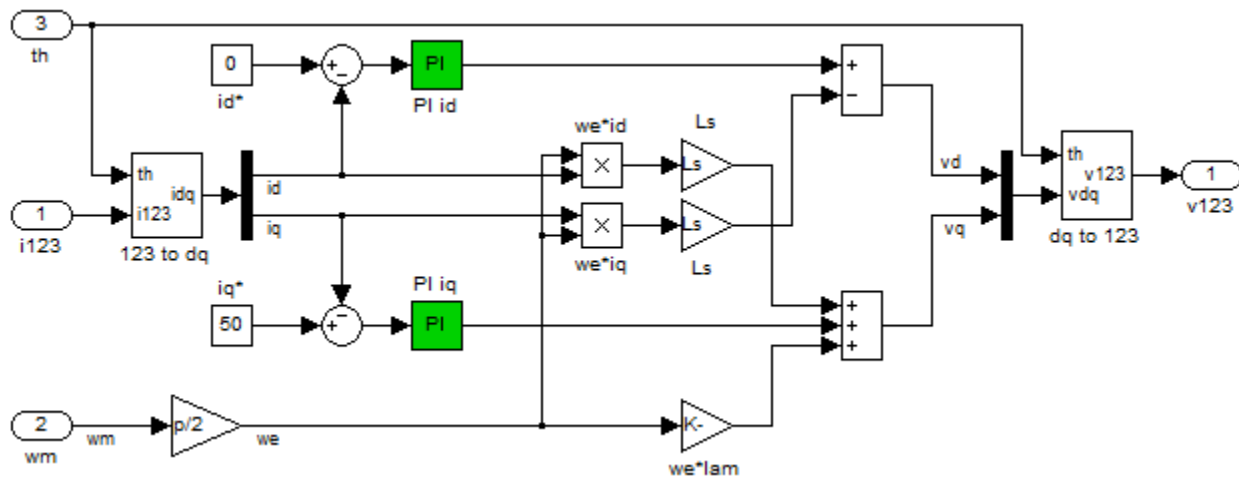 3
th
0
id*
+
−
PI
PI id
+
−
we*id
×
Ls
Ls
th
i123
idq
123 to dq
1
i123
id
iq
×
we*iq
Ls
Ls
vd
vq
th
v123
vdq
dq to 123
1
v123
iq*
50
+
−
PI iq
PI
+
+
+
2
wm
wm
p/2
we
K-
we*lam